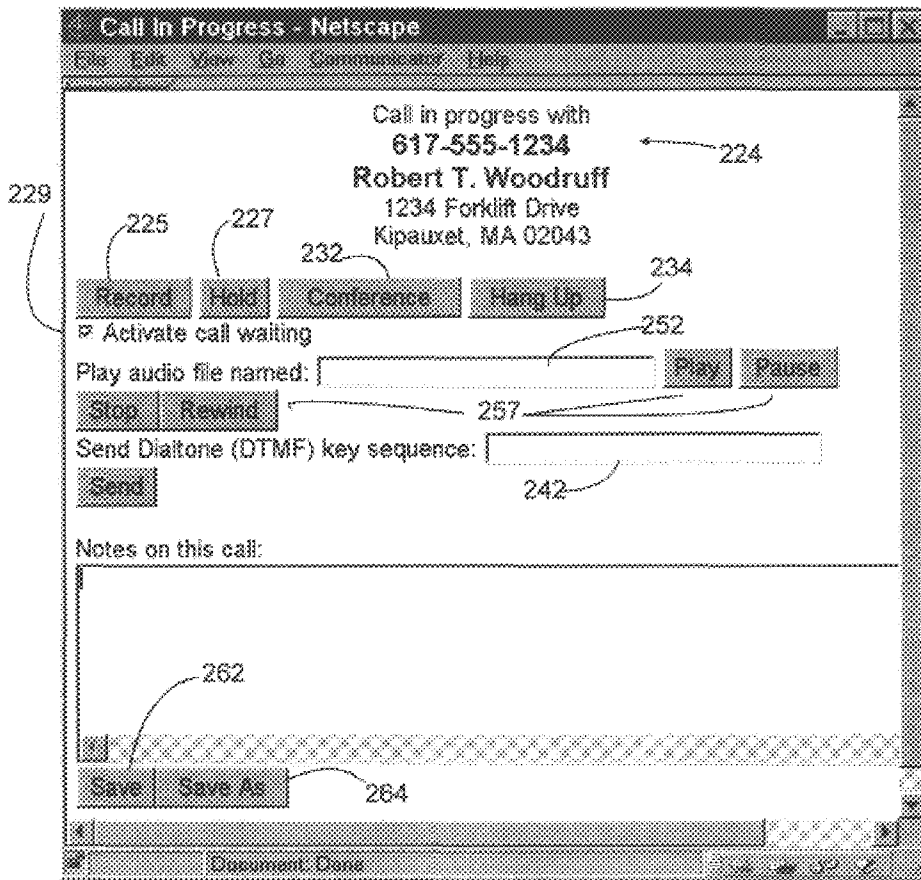 Call In Progress - Netscape
File Edit View Go Communicator Help
Call in progress with
617-555-1234
224
Robert T. Woodruff
229
1234 Forklift Drive
225
227
Kipauxet, MA 02043
232
234
Record Hold Conference Hang Up
Activate call waiting
252
Play audio file named: Play Pause
Stop Rewind
257
Send Dialtone (DTMF) key sequence:
Send
242
Notes on this call:
262
Save Save As
264
Document: Done